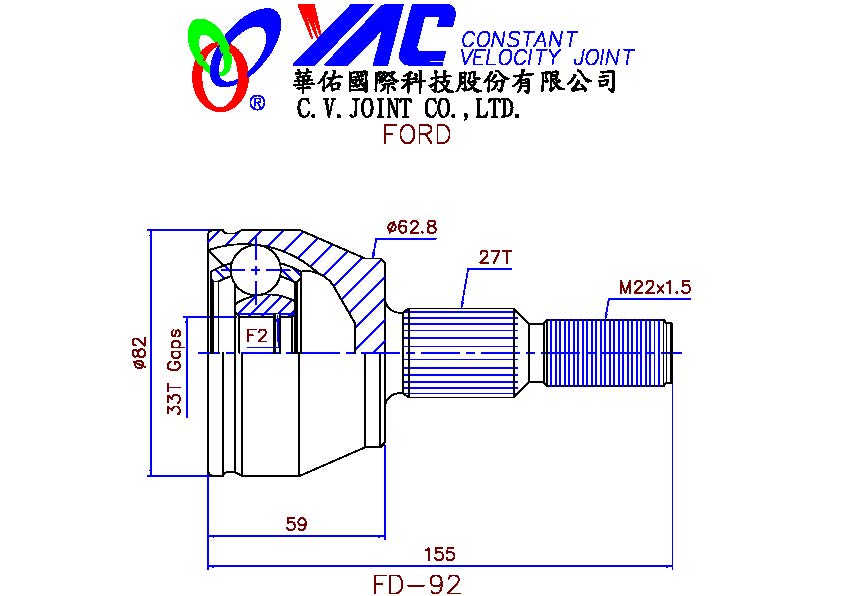 YAC CONSTANT
VELOCITY JOINT
®
華佑國際科技股份有限公司
C.V.JOINT CO.,LTD.
FORD
ø62.8
27T
M22x1.5
F2
ø82
33T Gaps
59
155
FD-92